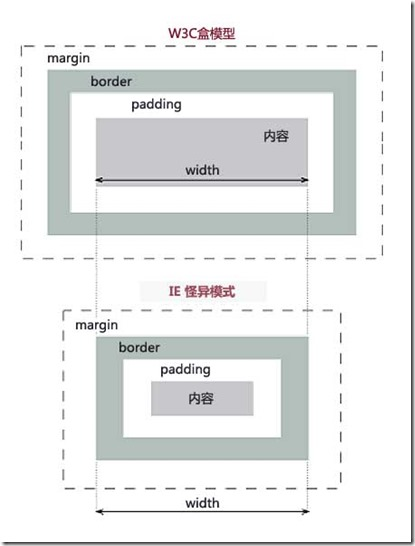 W3C盒模型
margin
border
padding
内容
width
IE 怪异模式
margin
border
padding
内容
width